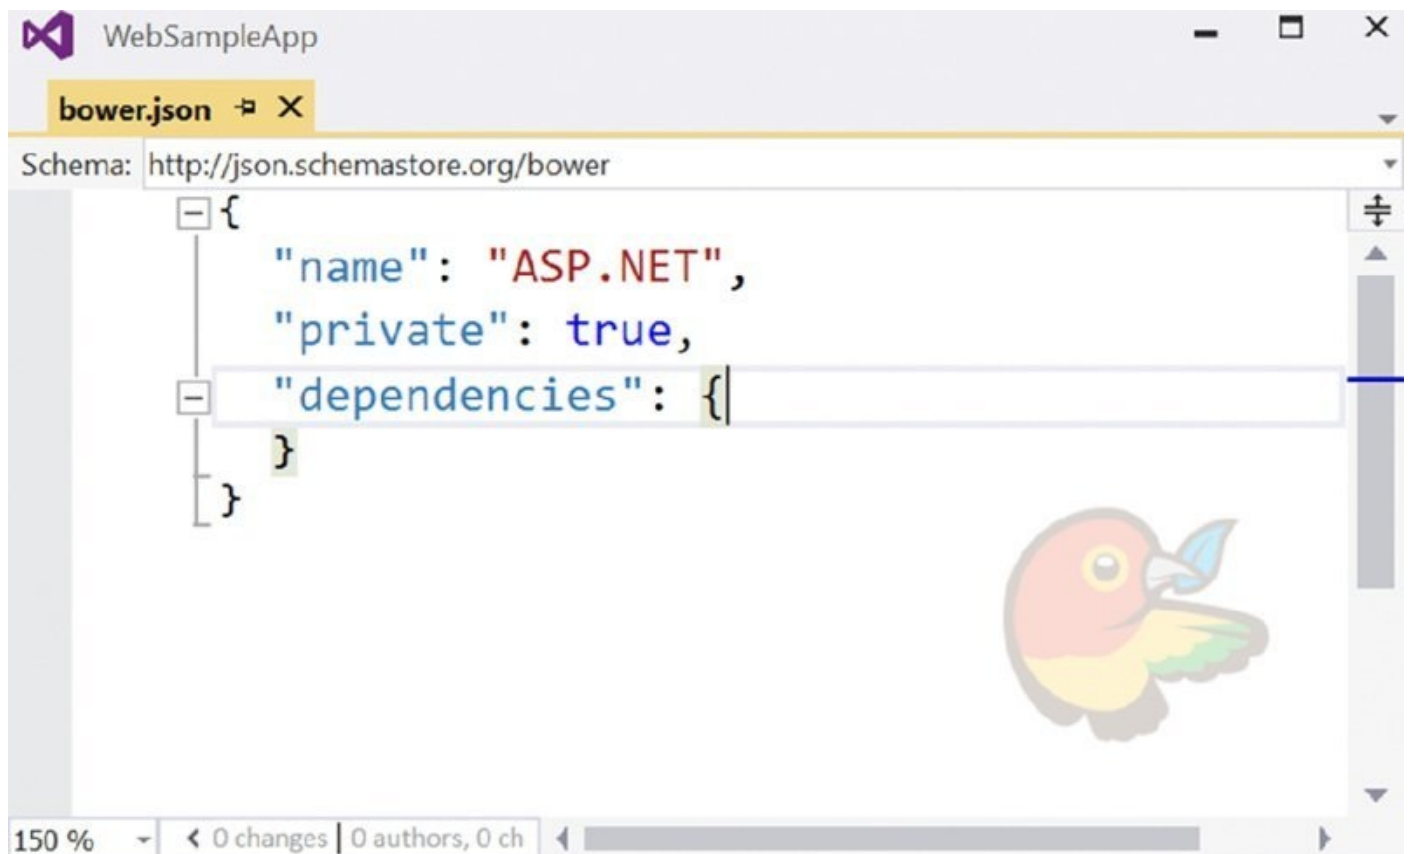 WebSampleApp
bower.json
Schema: http://json.schemastore.org/bower
{
"name": "ASP.NET",
"private": true,
"dependencies": {
}
}
150 %
0 changes | 0 authors, 0 ch